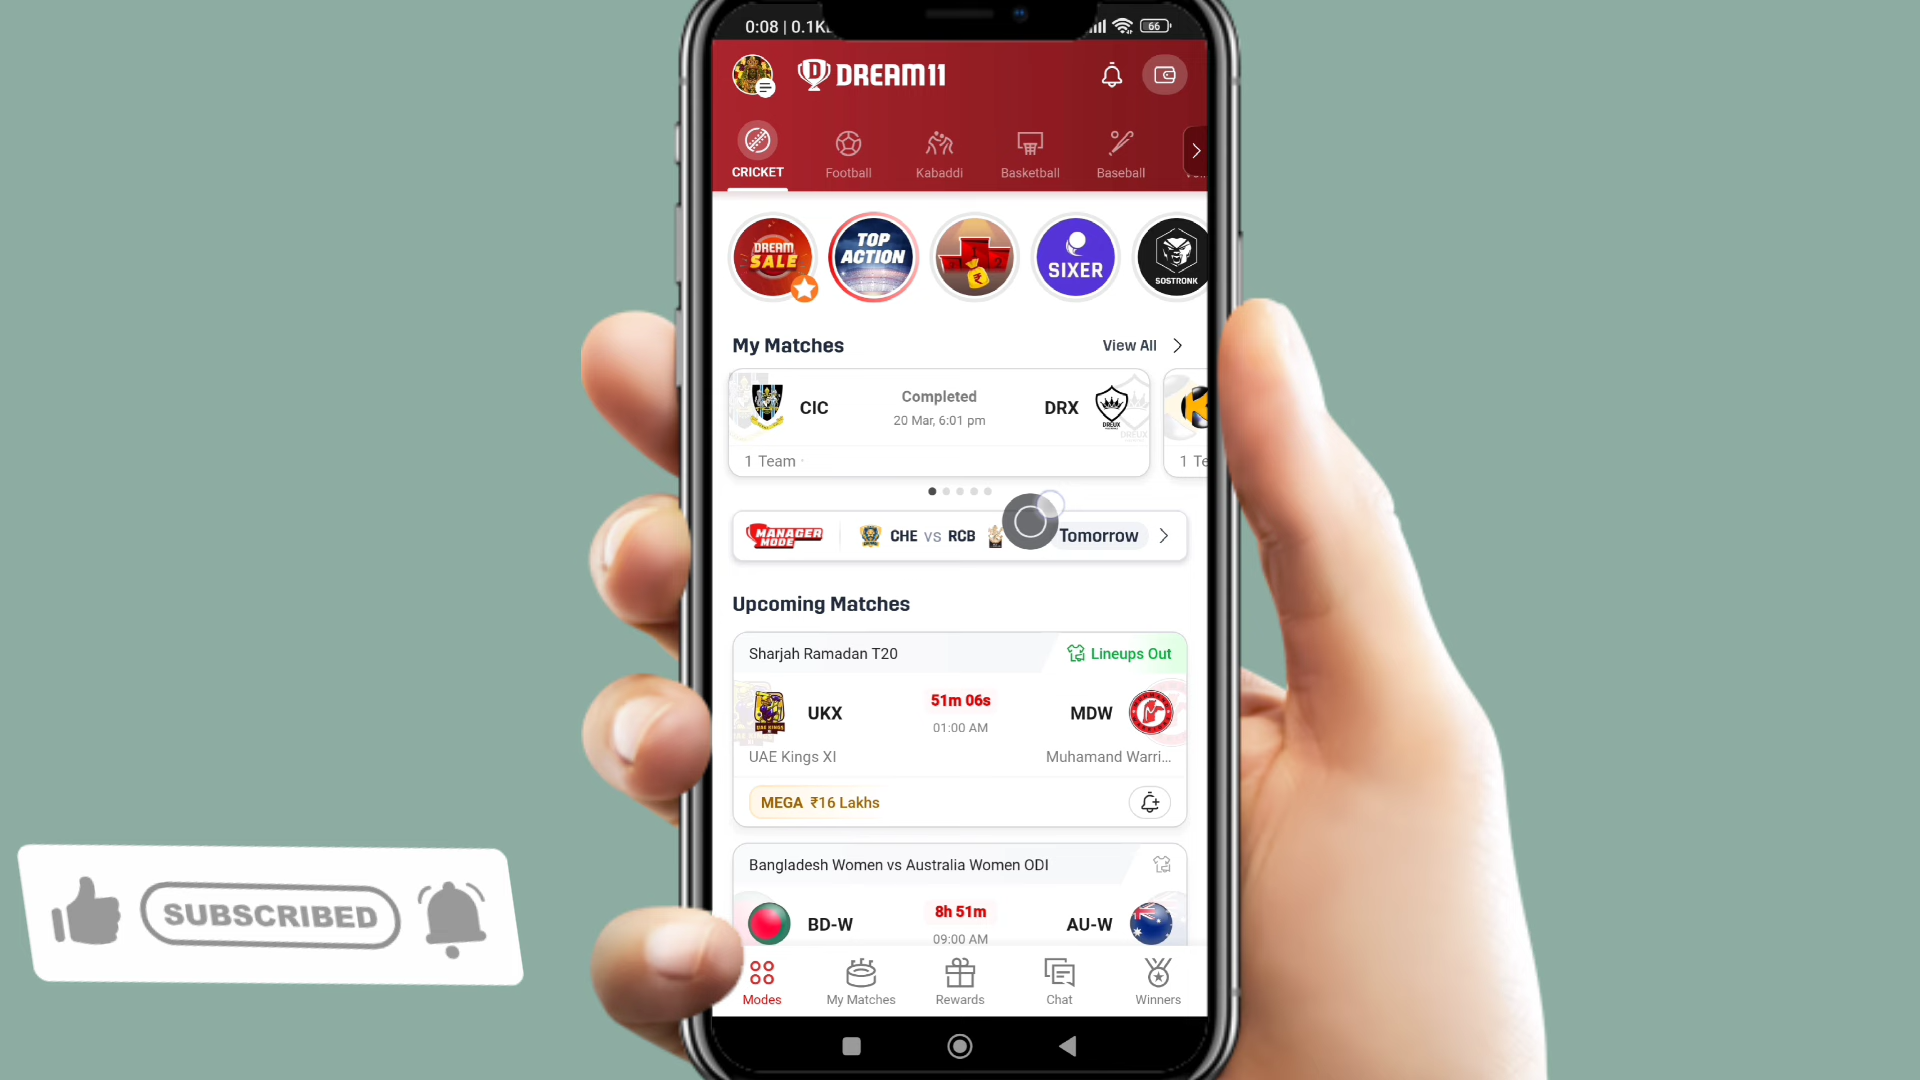 0:08 | 0.1K
66
DREAM11
CRICKET
Football
Kabaddi
Basketball
Baseball
DREAM SALE
TOP ACTION
SIXER
SOSTRONK
My Matches
View All
CIC
Completed
DRX
20 Mar, 6:01 pm
1 Team
1 Te
MANAGER MODE
CHE vs RCB
Tomorrow
Upcoming Matches
Sharjah Ramadan T20
Lineups Out
UKX
51m 06s
MDW
01:00 AM
UAE Kings XI
Muhamand Warri...
MEGA ₹16 Lakhs
Bangladesh Women vs Australia Women ODI
BD-W
8h 51m
AU-W
09:00 AM
Modes
My Matches
Rewards
Chat
Winners
SUBSCRIBED